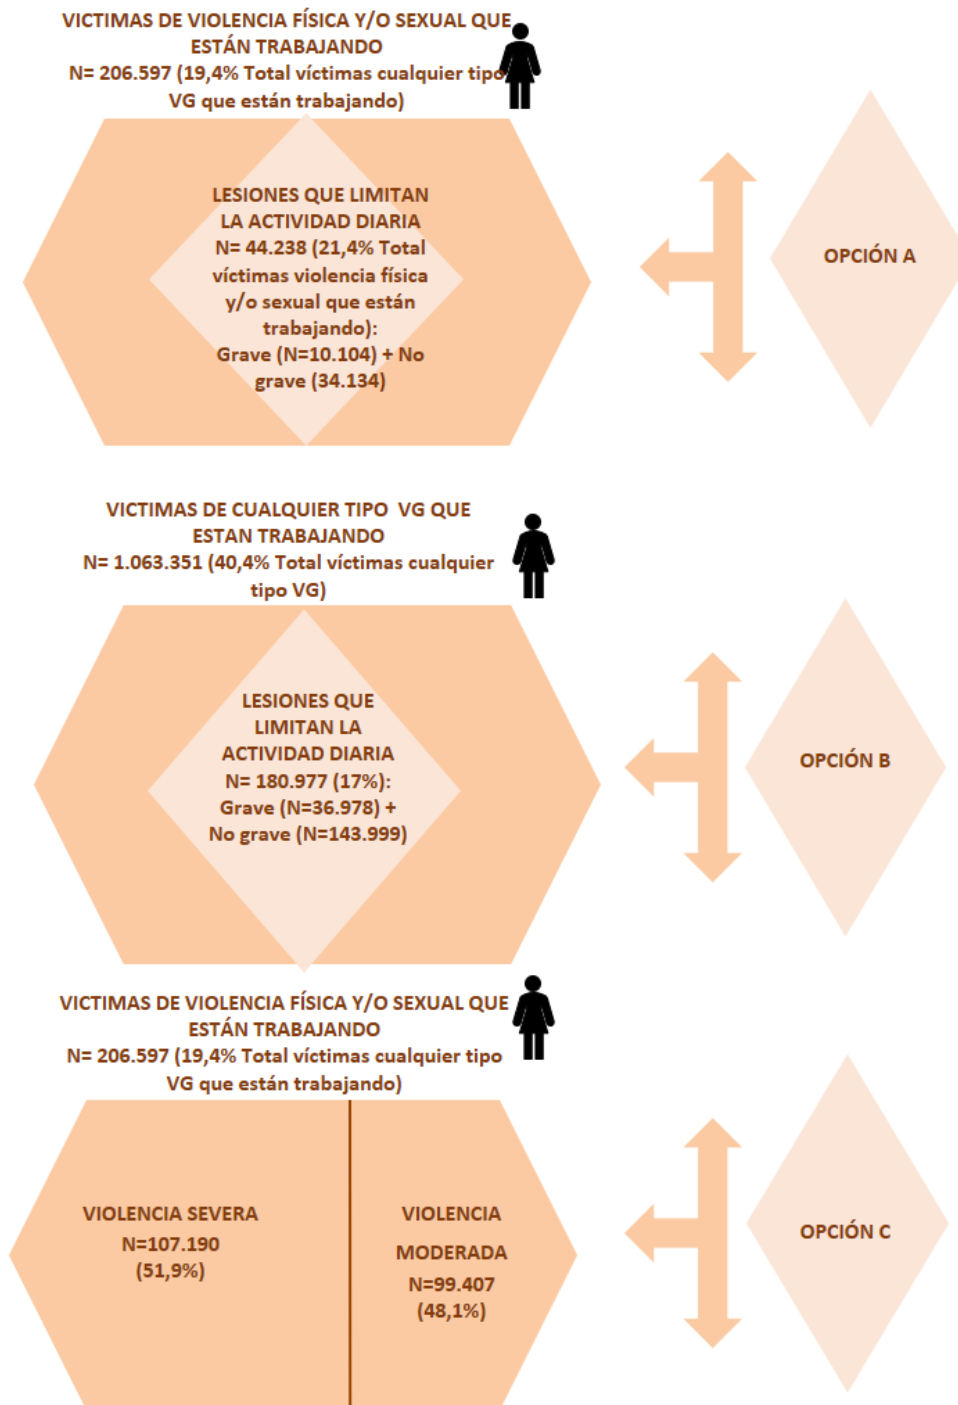 VICTIMAS DE VIOLENCIA FÍSICA Y/O SEXUAL QUE
ESTÁN TRABAJANDO
N= 206.597 (19,4% Total víctimas cualquier tipo
VG que están trabajando)
LESIONES QUE LIMITAN
LA ACTIVIDAD DIARIA
N= 44.238 (21,4% Total
víctimas violencia física
y/o sexual que están
trabajando):
Grave (N=10.104) + No
grave (34.134)
OPCIÓN A
VICTIMAS DE CUALQUIER TIPO VG QUE
ESTAN TRABAJANDO
N= 1.063.351 (40,4% Total víctimas cualquier
tipo VG)
LESIONES QUE
LIMITAN LA
ACTIVIDAD DIARIA
N= 180.977 (17%):
Grave (N=36.978) +
No grave (N=143.999)
OPCIÓN B
VICTIMAS DE VIOLENCIA FÍSICA Y/O SEXUAL QUE
ESTÁN TRABAJANDO
N= 206.597 (19,4% Total víctimas cualquier tipo
VG que están trabajando)
VIOLENCIA SEVERA
N=107.190
(51,9%)
VIOLENCIA
MODERADA
N=99.407
(48,1%)
OPCIÓN C